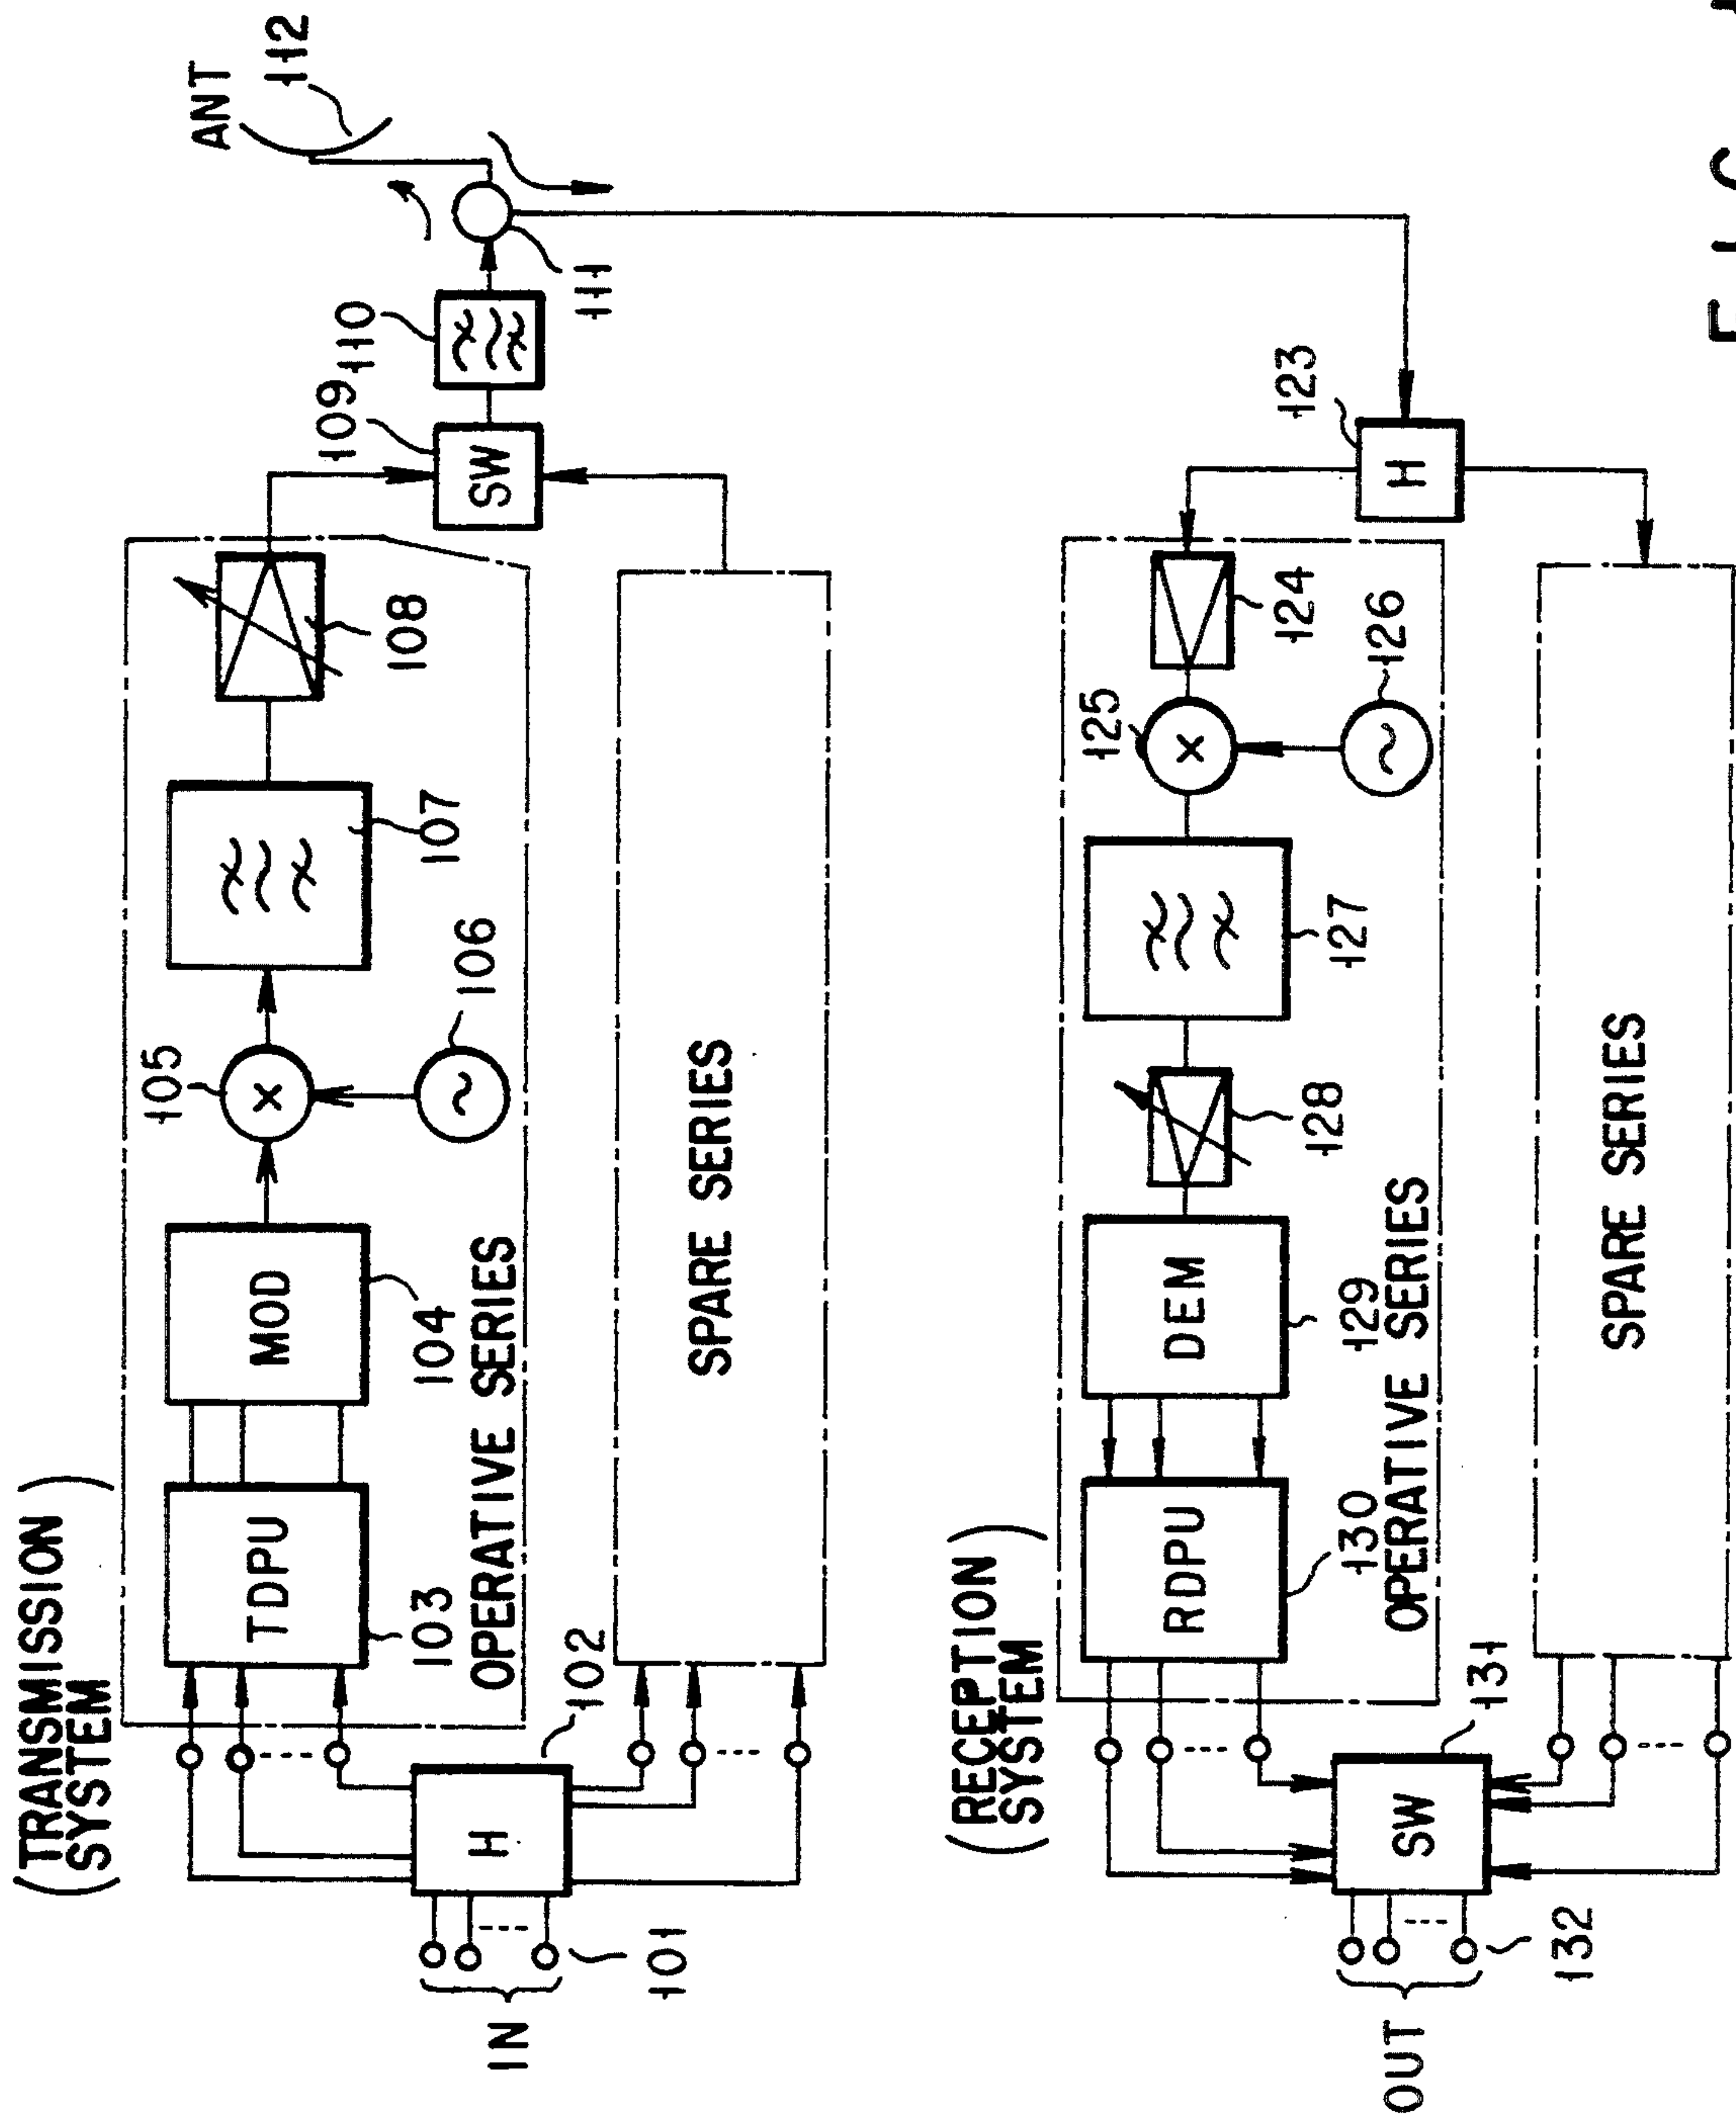 (TRANSMISSION
SYSTEM)
ANT
112
105
109
110
TDPU
MOD
×
107
108
SW
111
103
104
106
OPERATIVE SERIES
IN
101
H
102
SPARE SERIES
(RECEPTION
SYSTEM)
123
RDPU
DEM
125
×
H
130
129
128
127
124
126
OPERATIVE SERIES
OUT
132
SW
131
SPARE SERIES